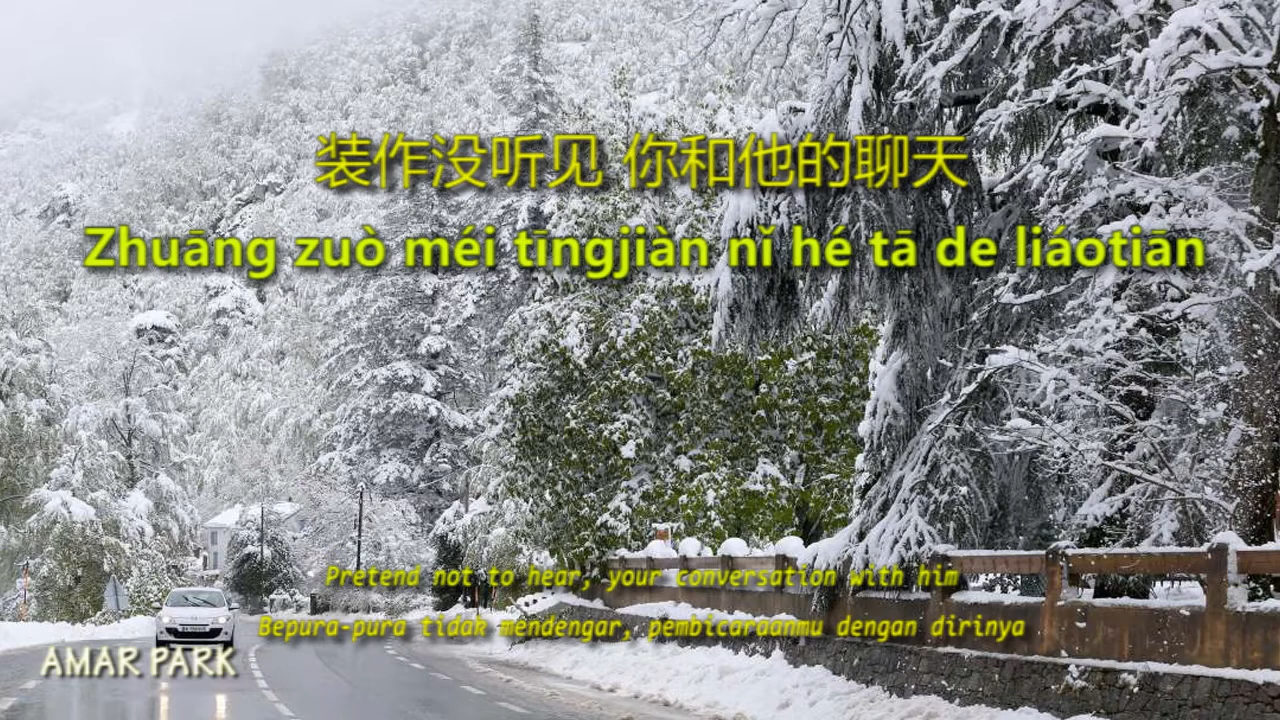 装作没听见 你和他的聊天
Zhuāng zuò méi tīngjiàn nǐ hé tā de liáotiān
Pretend not to hear, your conversation with him
Bepura-pura tidak mendengar, pembicaraanmu dengan dirinya
AMAR PARK